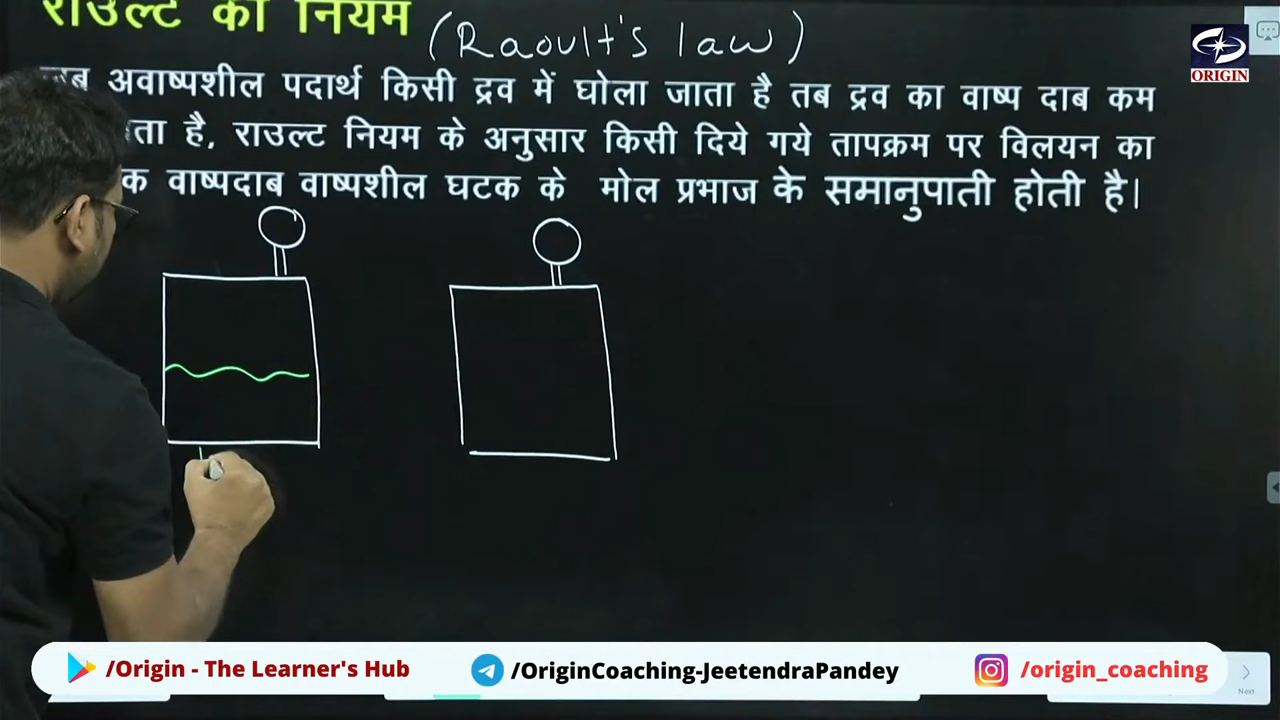 राउल्ट का नियम (Raoult's law)
ORIGIN
अवाष्पशील पदार्थ किसी द्रव में घोला जाता है तब द्रव का वाष्प दाब कम
है, राउल्ट नियम के अनुसार किसी दिये गये तापक्रम पर विलयन का
वाष्पदाब वाष्पशील घटक के मोल प्रभाज के समानुपाती होती है।
/Origin - The Learner's Hub /OriginCoaching-JeetendraPandey /origin_coaching
Next